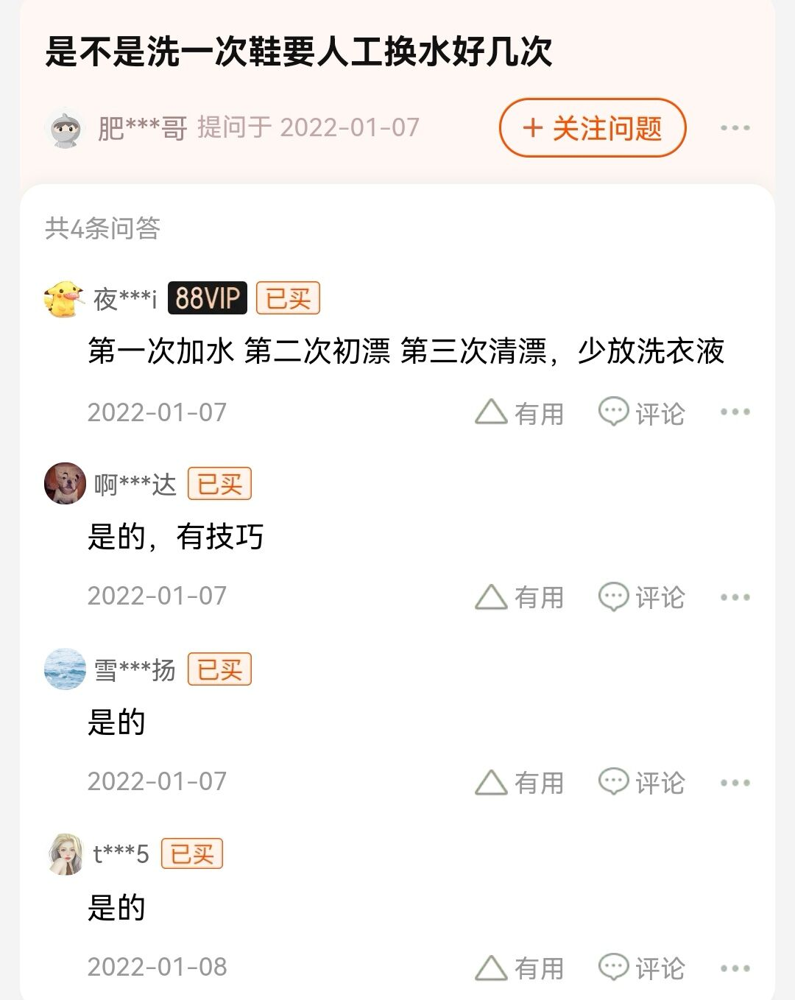 是不是洗一次鞋要人工换水好几次
肥***哥 提问于 2022-01-07
+ 关注问题
共4条问答
夜***i 88VIP 已买
第一次加水 第二次初漂 第三次清漂，少放洗衣液
2022-01-07 有用 评论
啊***达 已买
是的，有技巧
2022-01-07 有用 评论
雪***扬 已买
是的
2022-01-07 有用 评论
t***5 已买
是的
2022-01-08 有用 评论